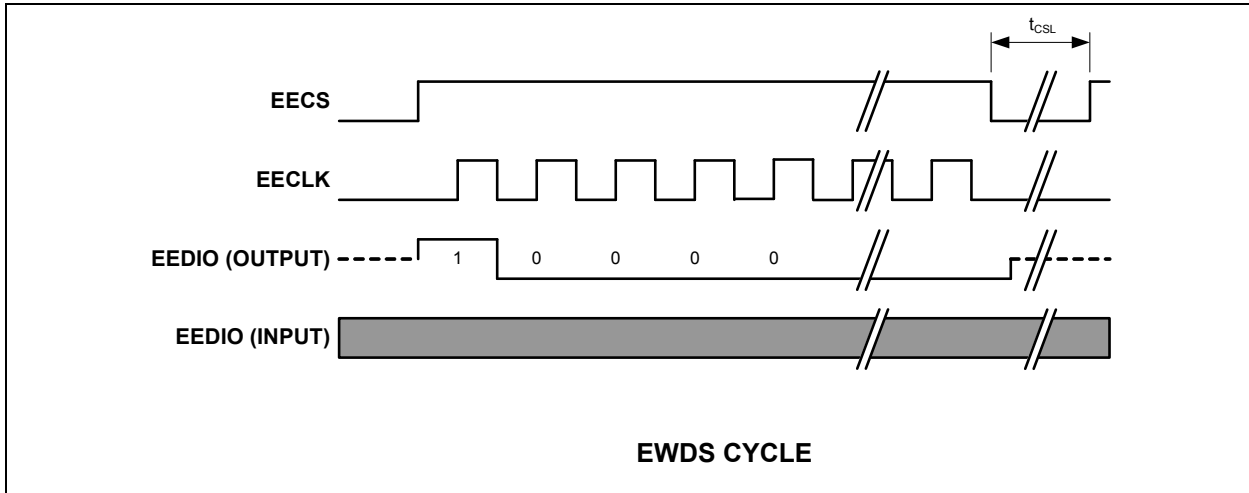 tCSL
EECS
EECLK
EEDIO (OUTPUT) 1 0 0 0 0
EEDIO (INPUT)
EWDS CYCLE